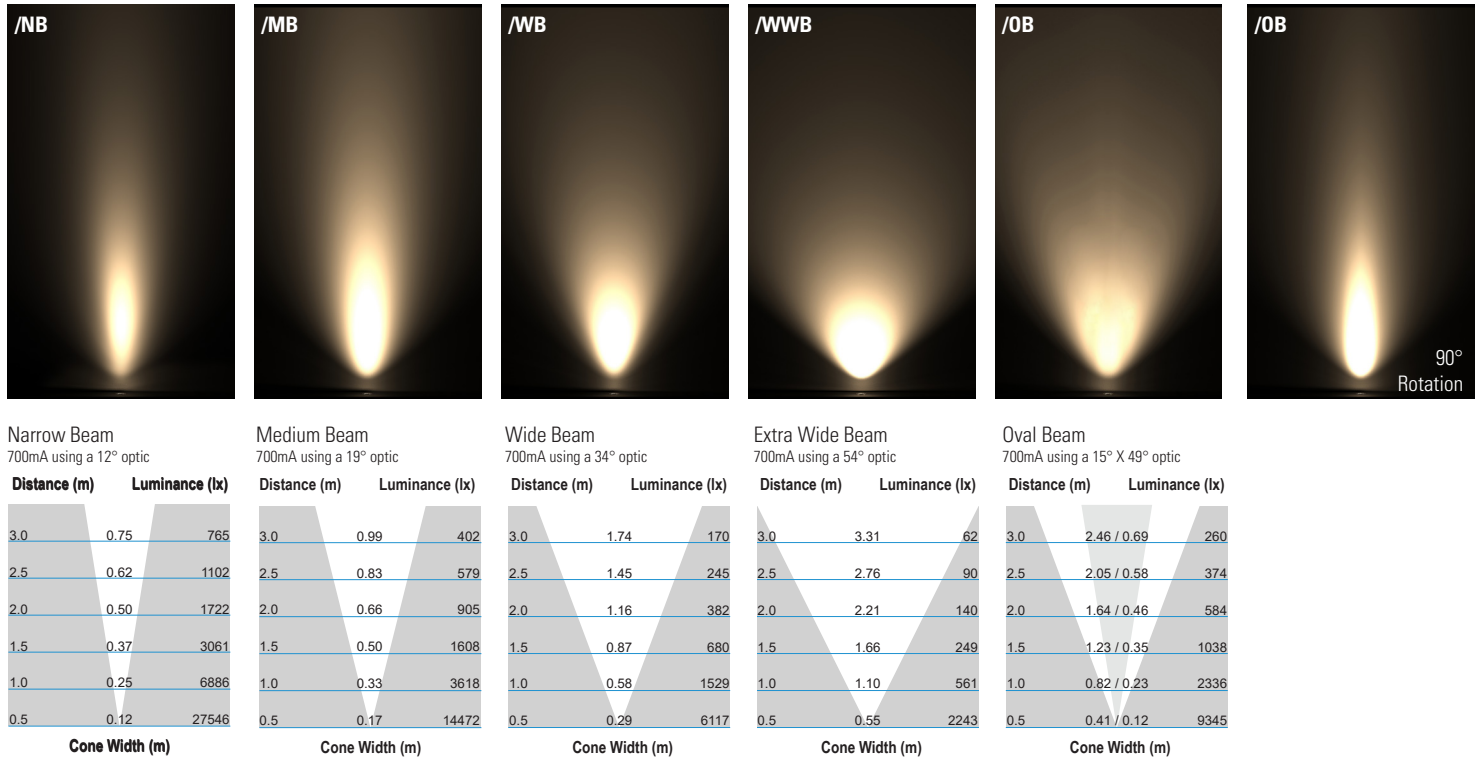 /NB
/MB
/WB
/WWB
/OB
/OB
90°
Rotation
Narrow Beam
700mA using a 12° optic
Distance (m) Luminance (lx)
3.0 0.75 765
2.5 0.62 1102
2.0 0.50 1722
1.5 0.37 3061
1.0 0.25 6886
0.5 0.12 27546
Cone Width (m)
Medium Beam
700mA using a 19° optic
Distance (m) Luminance (lx)
3.0 0.99 402
2.5 0.83 579
2.0 0.66 905
1.5 0.50 1608
1.0 0.33 3618
0.5 0.17 14472
Cone Width (m)
Wide Beam
700mA using a 34° optic
Distance (m) Luminance (lx)
3.0 1.74 170
2.5 1.45 245
2.0 1.16 382
1.5 0.87 680
1.0 0.58 1529
0.5 0.29 6117
Cone Width (m)
Extra Wide Beam
700mA using a 54° optic
Distance (m) Luminance (lx)
3.0 3.31 62
2.5 2.76 90
2.0 2.21 140
1.5 1.66 249
1.0 1.10 561
0.5 0.55 2243
Cone Width (m)
Oval Beam
700mA using a 15° X 49° optic
Distance (m) Luminance (lx)
3.0 2.46 / 0.69 260
2.5 2.05 / 0.58 374
2.0 1.64 / 0.46 584
1.5 1.23 / 0.35 1038
1.0 0.82 / 0.23 2336
0.5 0.41 / 0.12 9345
Cone Width (m)